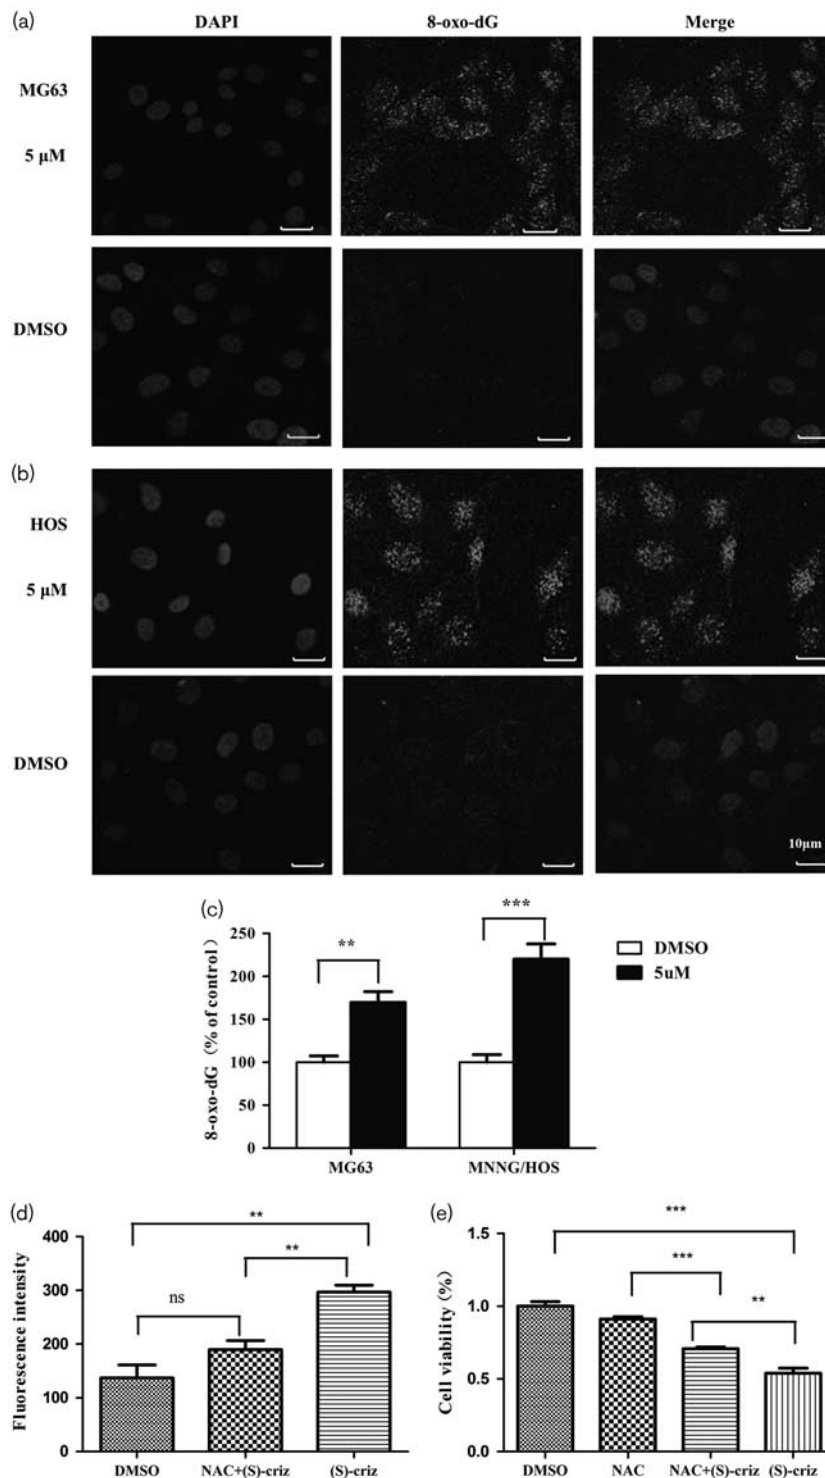 (a)
DAPI 8-oxo-dG Merge
MG63
5 μM
DMSO
(b)
HOS
5 μM
DMSO
10μm
(c)
8-oxo-dG (% of control)
250
200
150
100
50
0
** ***
MG63 MNNG/HOS
DMSO
5uM
(d)
Fluorescence intensity
400
300
200
100
0
**
**
ns
DMSO NAC+(S)-criz (S)-criz
(e)
Cell viability (%)
1.5
1.0
0.5
0.0
***
***
**
DMSO NAC NAC+(S)-criz (S)-criz